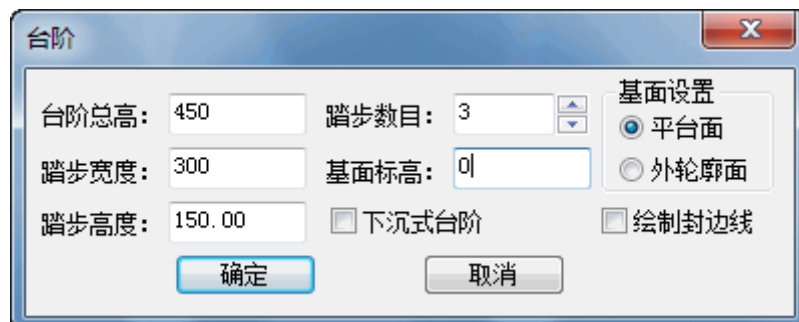 台阶
台阶总高： 450 踏步数目： 3 基面设置
平台面
踏步宽度： 300 基面标高： 0 外轮廓面
踏步高度： 150.00 下沉式台阶 绘制封边线
确定 取消